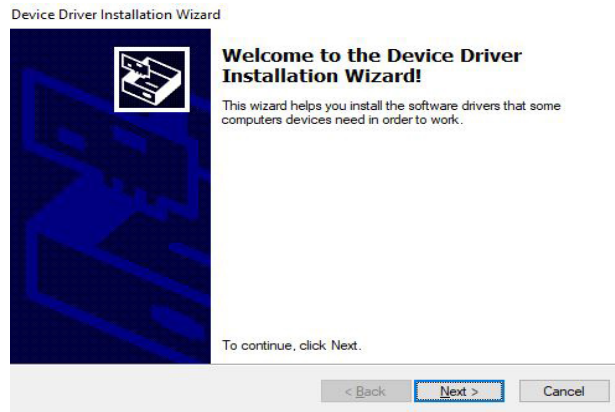 Device Driver Installation Wizard
Welcome to the Device Driver
Installation Wizard!
This wizard helps you install the software drivers that some
computers devices need in order to work.
To continue, click Next.
< Back
Next >
Cancel